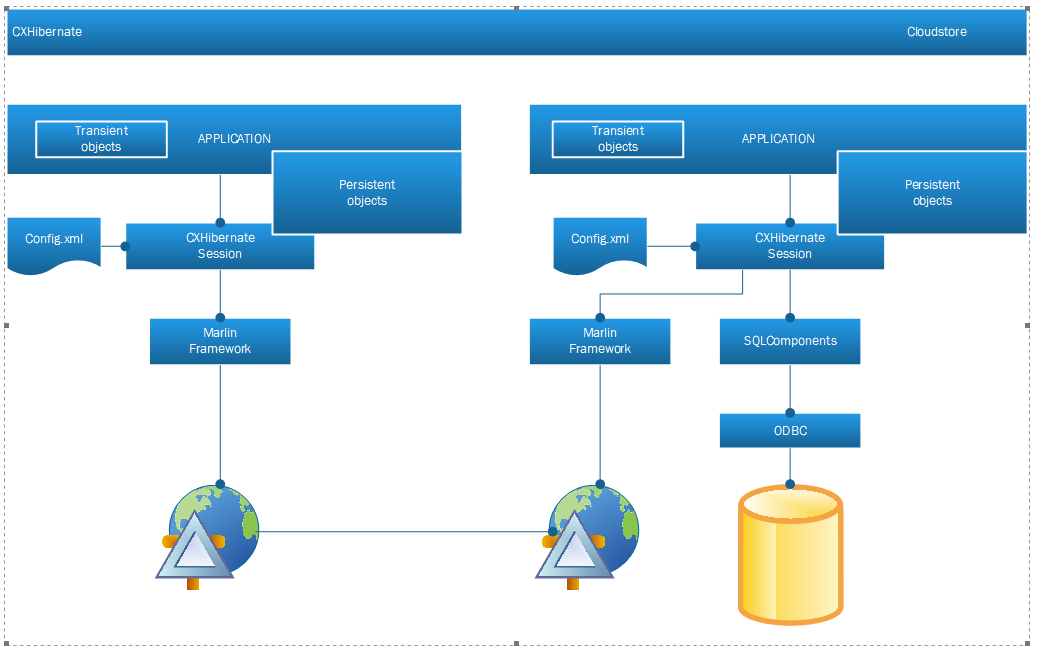 CXHibernate
Cloudstore
Transient
objects
APPLICATION
Persistent
objects
Config.xml
CXHibernate
Session
Marlin
Framework
Transient
objects
APPLICATION
Persistent
objects
Config.xml
CXHibernate
Session
Marlin
Framework
SQLComponents
ODBC